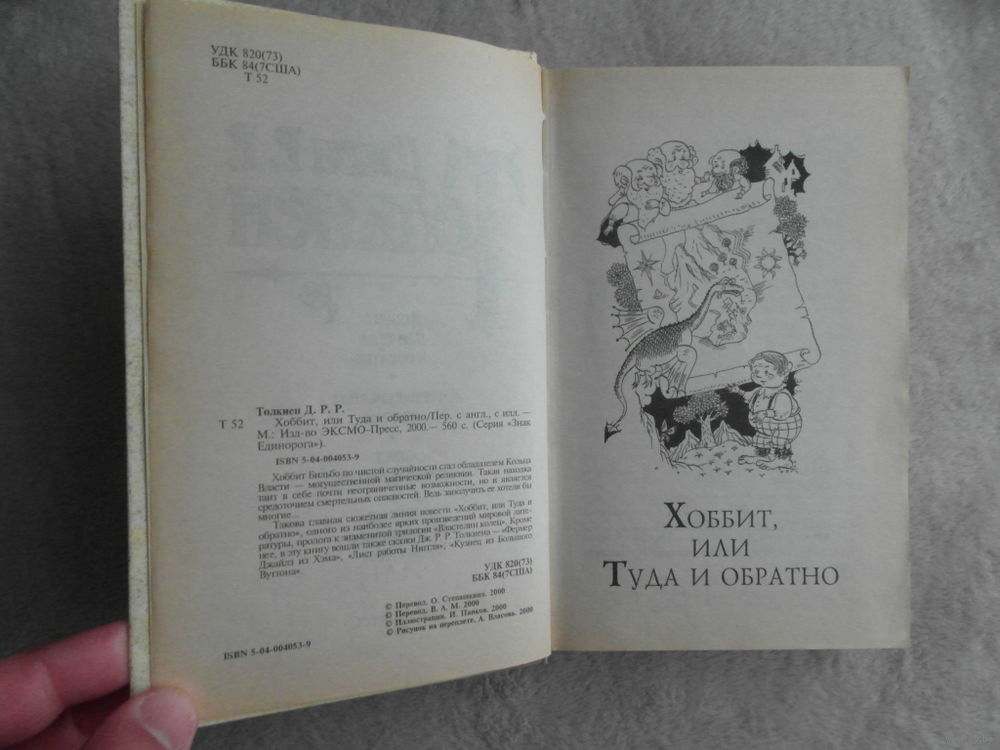 УДК 820(73)
ББК 84(7США)
Т 52
Толкиен Д. Р. Р.
Т 52 Хоббит, или Туда и обратно/Пер. с англ., с илл. —
М.: Изд-во ЭКСМО-Пресс, 2000.— 560 с. (Серия «Знак
Единорога»).
ISBN 5-04-004053-9
Хоббит Бильбо по чистой случайности стал обладателем Кольца
Власти — могущественной магической реликвии. Такая находка
таит в себе почти неограниченные возможности, но и является
средоточием смертельных опасностей. Ведь заполучить ее хотели бы
многие...
Такова главная сюжетная линия повести «Хоббит, или Туда и
обратно», одного из наиболее ярких произведений мировой лите-
ратуры, пролога к знаменитой трилогии «Властелин колец». Кроме
нее, в эту книгу вошли также сказки Дж. Р. Р. Толкиена — «Фермер
Джайлз из Хэма», «Лист работы Ниггля», «Кузнец из Большого
Вуттона».
УДК 820(73)
ББК 84(7США)
© Перевод. О. Степашкина. 2000
© Перевод. В. А. М. 2000
© Иллюстрации. И. Панков. 2000
© Рисунок на переплете. А. Власова. 2000
ISBN 5-04-004053-9
Хоббит,
или
Туда и обратно